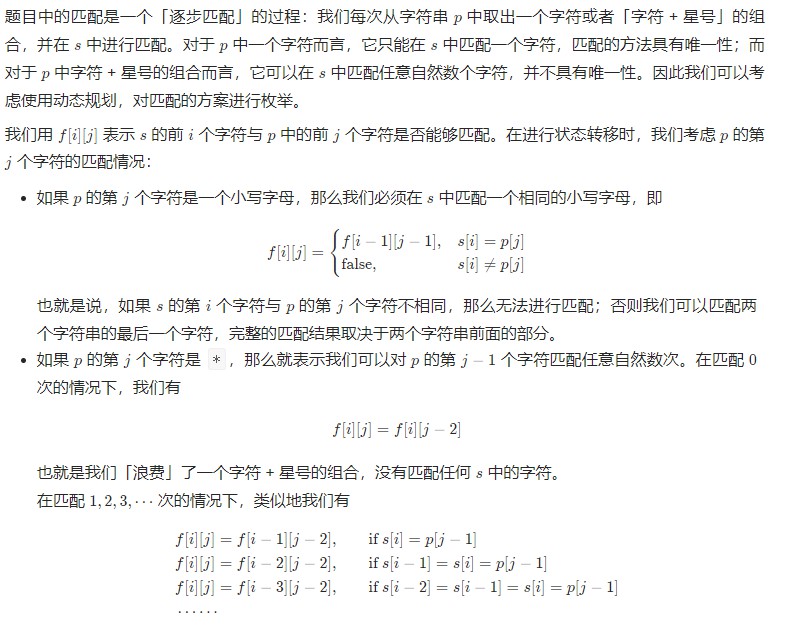 题目中的匹配是一个「逐步匹配」的过程：我们每次从字符串 p 中取出一个字符或者「字符 + 星号」的组
合，并在 s 中进行匹配。对于 p 中一个字符而言，它只能在 s 中匹配一个字符，匹配的方法具有唯一性；而
对于 p 中字符 + 星号的组合而言，它可以在 s 中匹配任意自然数个字符，并不具有唯一性。因此我们可以考
虑使用动态规划，对匹配的方案进行枚举。
我们用 f[i][j] 表示 s 的前 i 个字符与 p 中的前 j 个字符是否能够匹配。在进行状态转移时，我们考虑 p 的第
j 个字符的匹配情况：
• 如果 p 的第 j 个字符是一个小写字母，那么我们必须在 s 中匹配一个相同的小写字母，即
f[i][j] = { f[i − 1][j − 1], s[i] = p[j]
false, s[i] ≠ p[j]
也就是说，如果 s 的第 i 个字符与 p 的第 j 个字符不相同，那么无法进行匹配；否则我们可以匹配两
个字符串的最后一个字符，完整的匹配结果取决于两个字符串前面的部分。
• 如果 p 的第 j 个字符是 *，那么就表示我们可以对 p 的第 j − 1 个字符匹配任意自然数次。在匹配 0
次的情况下，我们有
f[i][j] = f[i][j − 2]
也就是我们「浪费」了一个字符 + 星号的组合，没有匹配任何 s 中的字符。
在匹配 1, 2, 3, ⋯ 次的情况下，类似地我们有
f[i][j] = f[i − 1][j − 2], if s[i] = p[j − 1]
f[i][j] = f[i − 2][j − 2], if s[i − 1] = s[i] = p[j − 1]
f[i][j] = f[i − 3][j − 2], if s[i − 2] = s[i − 1] = s[i] = p[j − 1]
⋯⋯